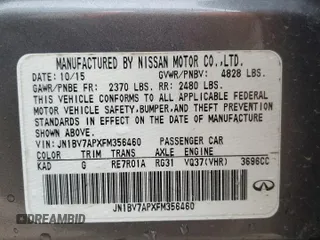 MANUFACTURED BY NISSAN MOTOR CO.,LTD.
DATE: 10/15 GVWR/PNBV: 4828 LBS.
GAWR/PNBE FR: 2370 LBS. RR: 2480 LBS.
THIS VEHICLE CONFORMS TO ALL APPLICABLE FEDERAL
MOTOR VEHICLE SAFETY, BUMPER, AND THEFT PREVENTION
STANDARDS IN EFFECT ON THE DATE OF MANUFACTURE
SHOWN ABOVE.
VIN: JN1BV7APXFM356460 PASSENGER CAR
COLOR TRIM TRANS AXLE ENGINE
KAD G RE7R01A RG31 VQ37(VHR) 3696CC
JN1BV7APXFM356460
INFINITI
DREAMBID